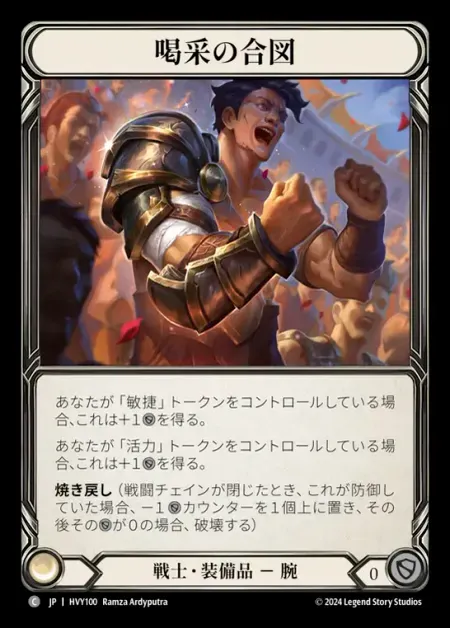 喝采の合図
あなたが「敏捷」トークンをコントロールしている場
合、これは+1を得る。
あなたが「活力」トークンをコントロールしている場
合、これは+1を得る。
焼き戻し（戦闘チェインが閉じたとき、これが防御し
ていた場合、−1カウンターを1個上に置き、その
後そのが0の場合、破壊する）
戦士・装備品 − 腕
0
C JP | HVY100 Ramza Ardyputra
© 2024 Legend Story Studios